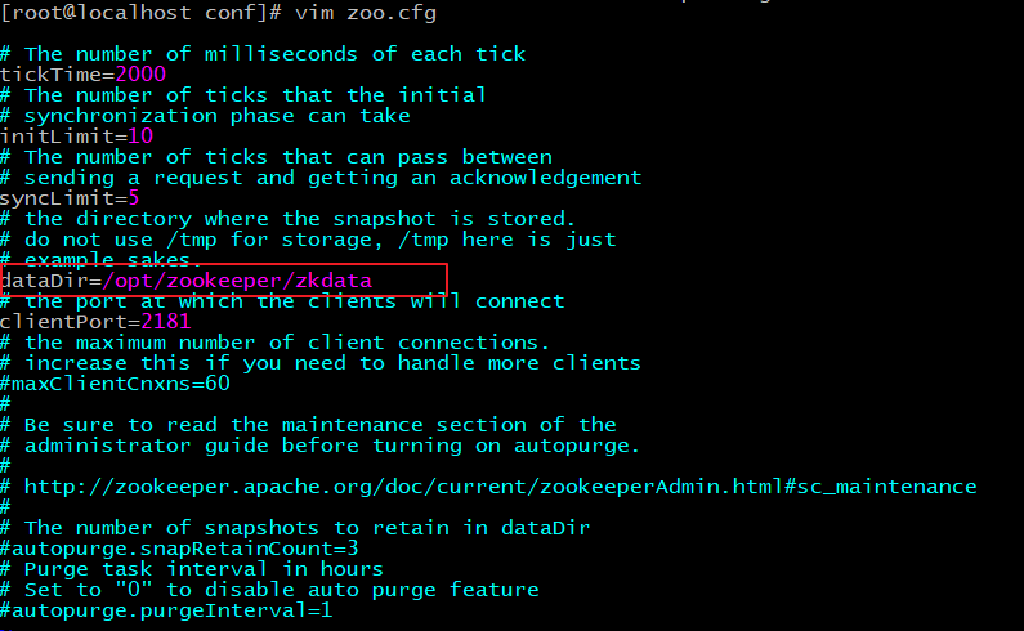 [root@localhost conf]# vim zoo.cfg
# The number of milliseconds of each tick
tickTime=2000
# The number of ticks that the initial
# synchronization phase can take
initLimit=10
# The number of ticks that can pass between
# sending a request and getting an acknowledgement
syncLimit=5
# the directory where the snapshot is stored.
# do not use /tmp for storage, /tmp here is just
# example sakes.
dataDir=/opt/zookeeper/zkdata
# the port at which the clients will connect
clientPort=2181
# the maximum number of client connections.
# increase this if you need to handle more clients
#maxClientCnxns=60
#
# Be sure to read the maintenance section of the
# administrator guide before turning on autopurge.
#
# http://zookeeper.apache.org/doc/current/zookeeperAdmin.html#sc_maintenance
#
# The number of snapshots to retain in dataDir
#autopurge.snapRetainCount=3
# Purge task interval in hours
# Set to "0" to disable auto purge feature
#autopurge.purgeInterval=1